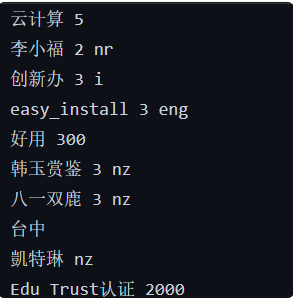 云计算 5
李小福 2 nr
创新办 3 i
easy_install 3 eng
好用 300
韩玉赏鉴 3 nz
八一双鹿 3 nz
台中
凱特琳 nz
Edu Trust认证 2000